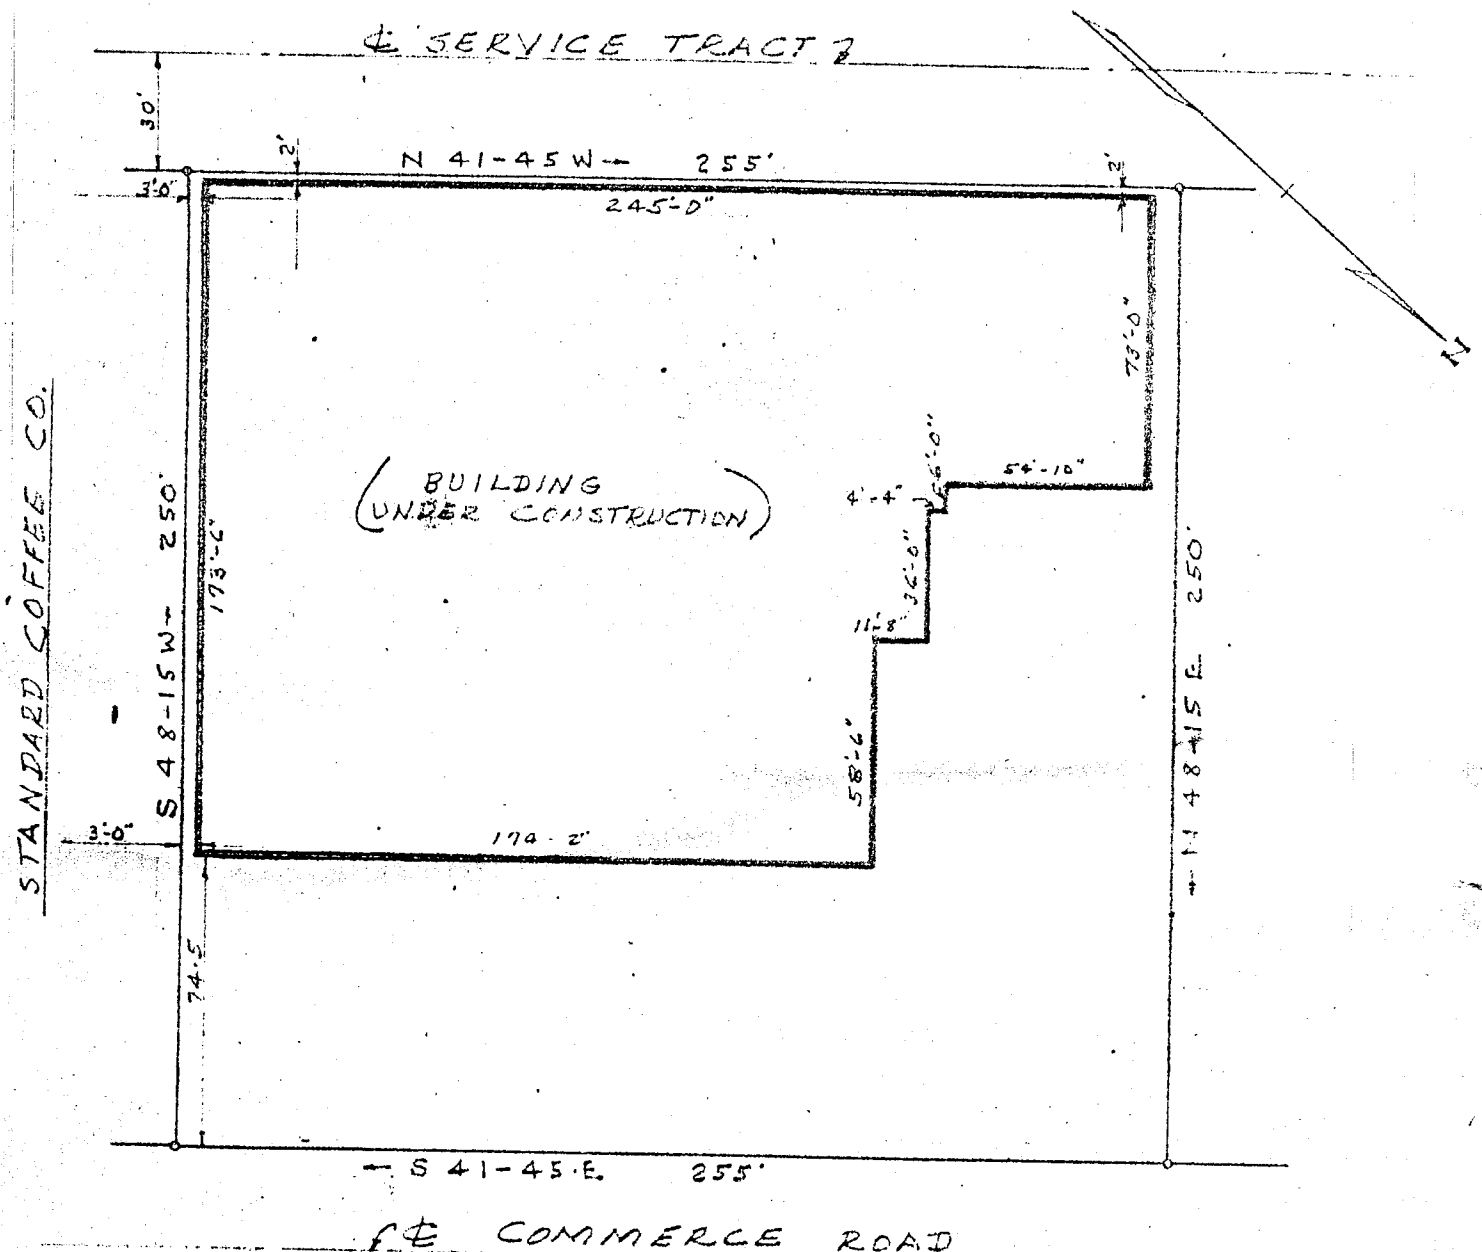 ℄ SERVICE TRACT 7
30'
N 41-45 W→ 255'
2'
2'
3'-0"
245'-0"
73'-0"
54'-10"
6'-0"
4'-4"
36'-0"
11'-8"
58'-6"
(BUILDING
UNDER CONSTRUCTION)
173'-6"
S 48-15 W→ 250'
STANDARD COFFEE CO.
3'-0"
174-2"
←N 48-15 E 250'
74.5
← S 41-45 E. 255'
℄ COMMERCE ROAD
N